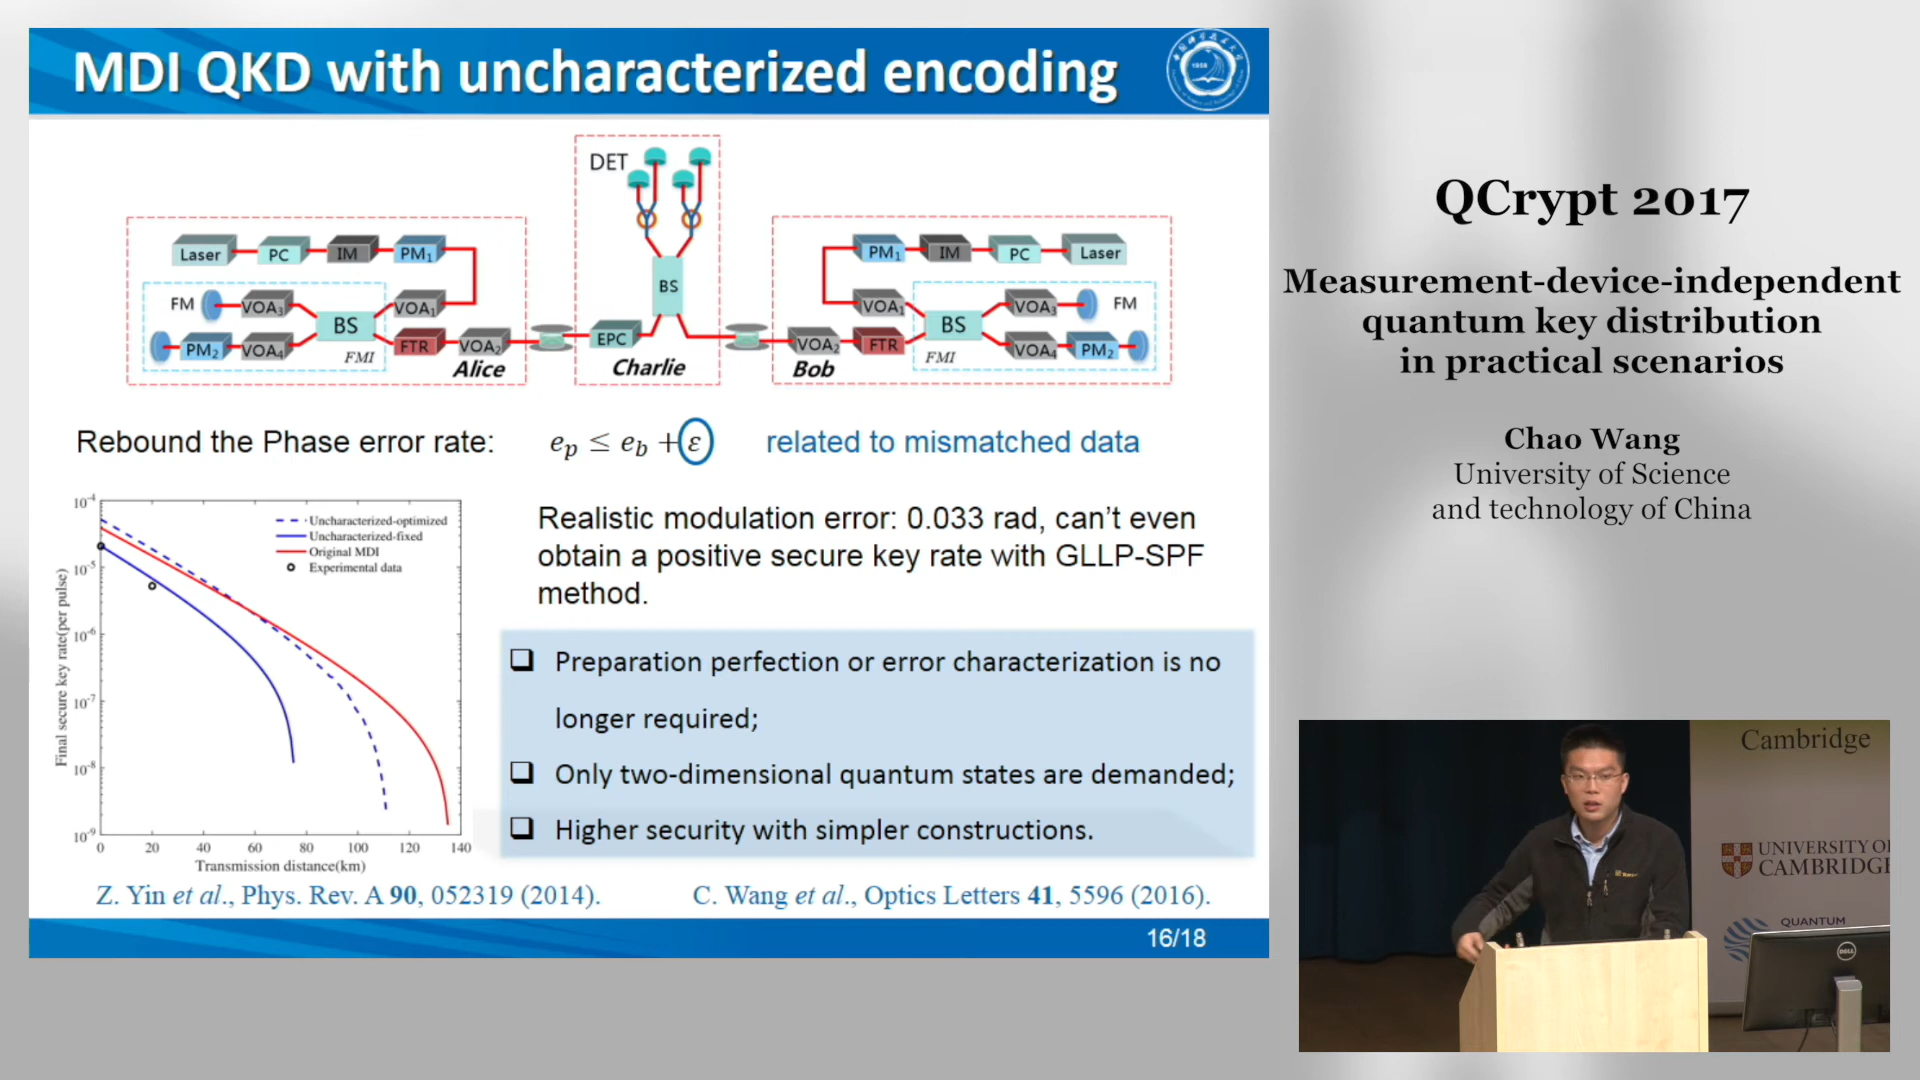 MDI QKD with uncharacterized encoding
DET
Laser PC IM PM1
PM1 IM PC Laser
FM VOA3 BS VOA1
BS
VOA1 BS VOA3 FM
PM2 VOA4 FMI FTR VOA2
EPC
VOA2 FTR FMI VOA4 PM2
Alice
Charlie
Bob
Rebound the Phase error rate: ep ≤ eb + ε related to mismatched data
Realistic modulation error: 0.033 rad, can’t even
obtain a positive secure key rate with GLLP-SPF
method.
Final secure key rate(per pulse)
10-4
10-5
10-6
10-7
10-8
10-9
Uncharacterized-optimized
Uncharacterized-fixed
Original MDI
Experimental data
0 20 40 60 80 100 120 140
Transmission distance(km)
Preparation perfection or error characterization is no
longer required;
Only two-dimensional quantum states are demanded;
Higher security with simpler constructions.
Z. Yin et al., Phys. Rev. A 90, 052319 (2014).
C. Wang et al., Optics Letters 41, 5596 (2016).
16/18
QCrypt 2017
Measurement-device-independent
quantum key distribution
in practical scenarios
Chao Wang
University of Science
and technology of China
Cambridge
UNIVERSITY OF
CAMBRIDGE
QUANTUM
DELL